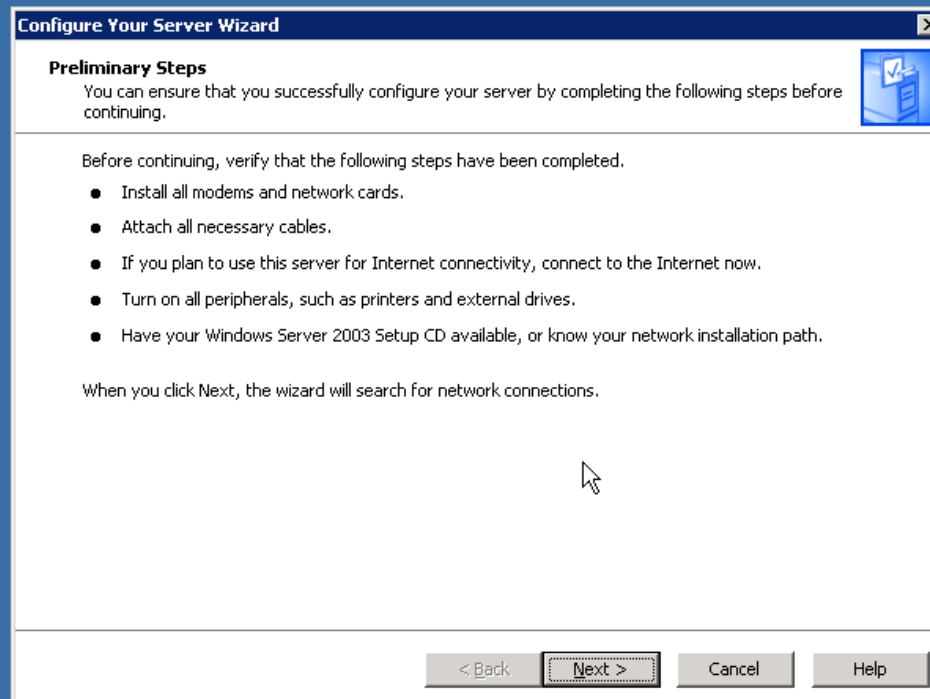 Configure Your Server Wizard
Preliminary Steps
You can ensure that you successfully configure your server by completing the following steps before
continuing.
Before continuing, verify that the following steps have been completed.
Install all modems and network cards.
Attach all necessary cables.
If you plan to use this server for Internet connectivity, connect to the Internet now.
Turn on all peripherals, such as printers and external drives.
Have your Windows Server 2003 Setup CD available, or know your network installation path.
When you click Next, the wizard will search for network connections.
< Back Next > Cancel Help